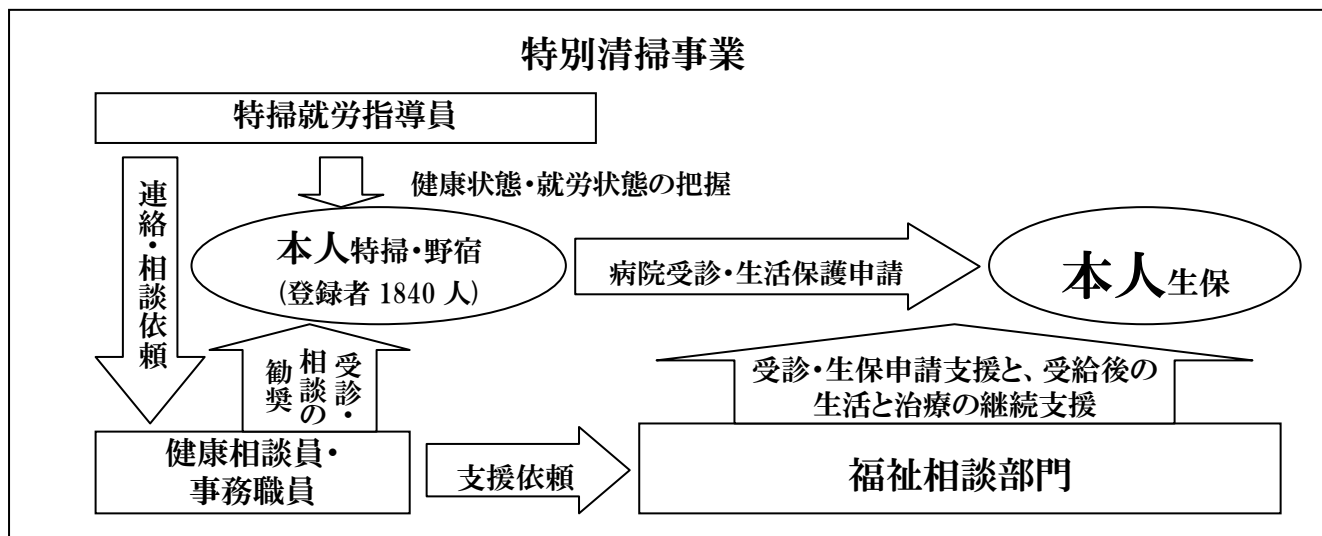 特別清掃事業
特掃就労指導員
連絡・相談依頼
健康状態・就労状態の把握
本人特掃・野宿
(登録者 1840 人)
病院受診・生活保護申請
本人生保
受診・
相談の
勧奨
受診・生保申請支援と、受給後の
生活と治療の継続支援
健康相談員・
事務職員
支援依頼
福祉相談部門